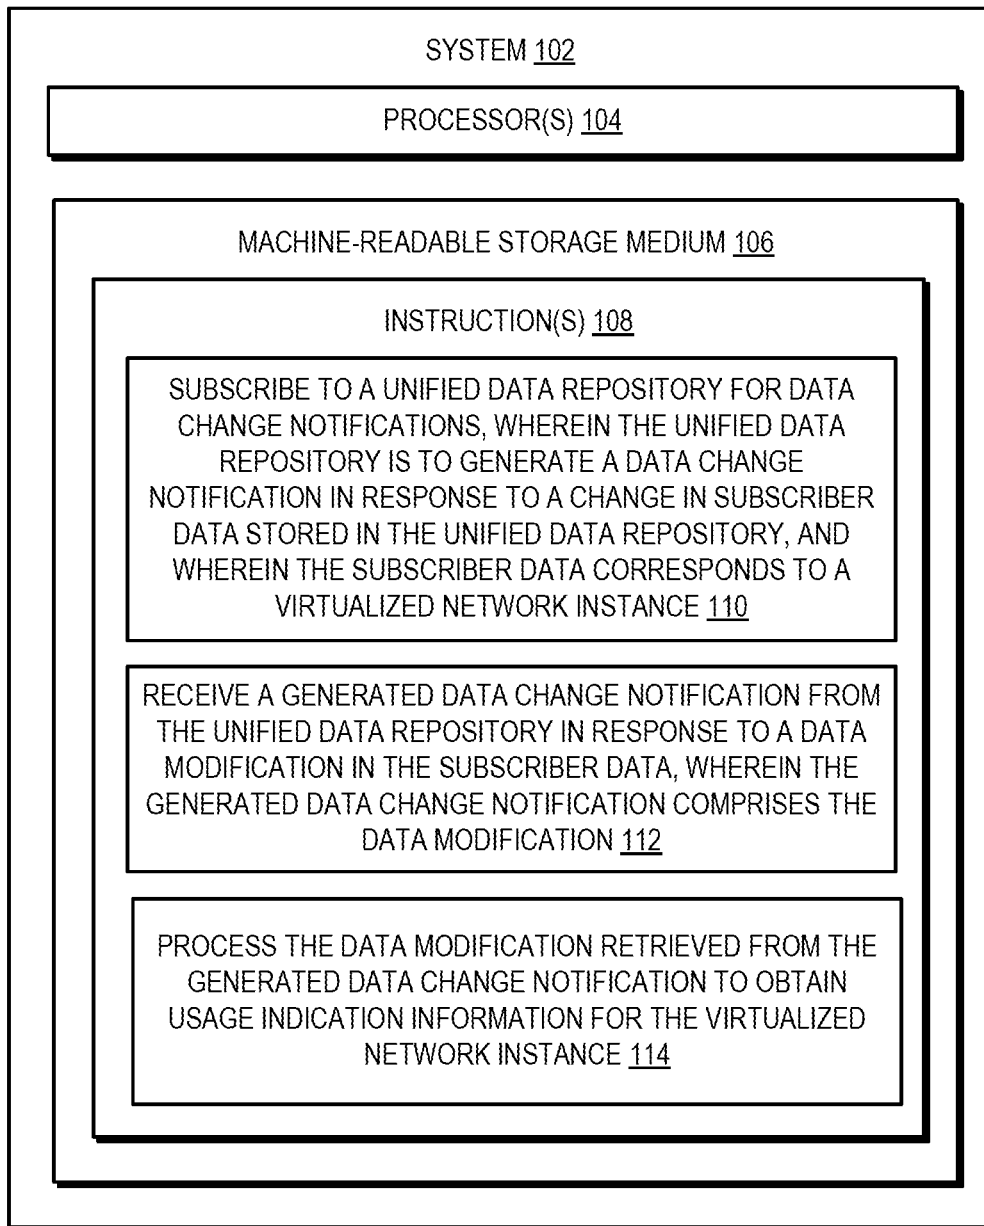 SYSTEM 102
PROCESSOR(S) 104
MACHINE-READABLE STORAGE MEDIUM 106
INSTRUCTION(S) 108
SUBSCRIBE TO A UNIFIED DATA REPOSITORY FOR DATA
CHANGE NOTIFICATIONS, WHEREIN THE UNIFIED DATA
REPOSITORY IS TO GENERATE A DATA CHANGE
NOTIFICATION IN RESPONSE TO A CHANGE IN SUBSCRIBER
DATA STORED IN THE UNIFIED DATA REPOSITORY, AND
WHEREIN THE SUBSCRIBER DATA CORRESPONDS TO A
VIRTUALIZED NETWORK INSTANCE 110
RECEIVE A GENERATED DATA CHANGE NOTIFICATION FROM
THE UNIFIED DATA REPOSITORY IN RESPONSE TO A DATA
MODIFICATION IN THE SUBSCRIBER DATA, WHEREIN THE
GENERATED DATA CHANGE NOTIFICATION COMPRISES THE
DATA MODIFICATION 112
PROCESS THE DATA MODIFICATION RETRIEVED FROM THE
GENERATED DATA CHANGE NOTIFICATION TO OBTAIN
USAGE INDICATION INFORMATION FOR THE VIRTUALIZED
NETWORK INSTANCE 114